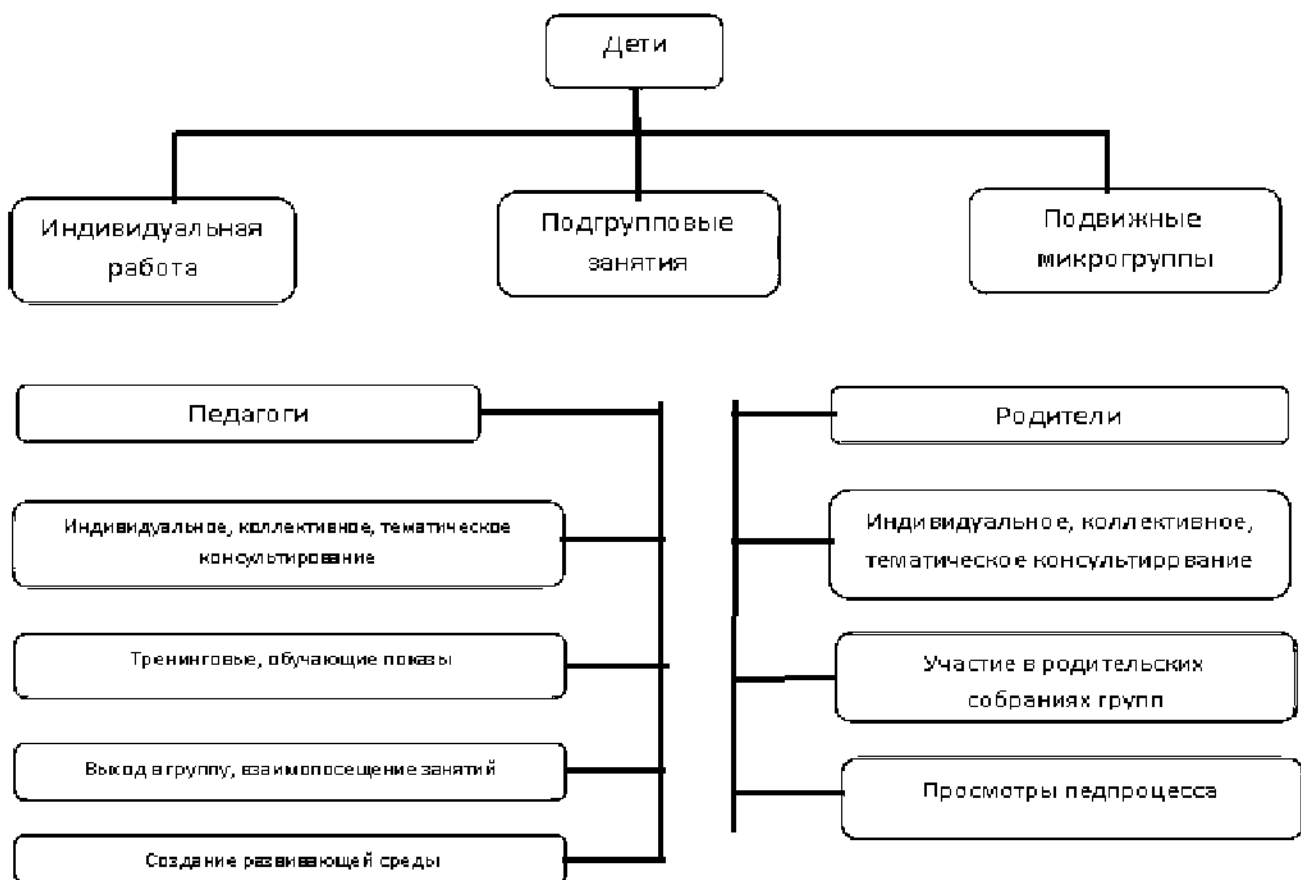 Дети
Индивидуальная
работа
Подгрупповые
занятия
Подвижные
микрогруппы
Педагоги
Индивидуальное, коллективное, тематическое
консультирование
Тренинговые, обучающие показы
Выход в группу, взаимопосещение занятий
Создание развивающей среды
Родители
Индивидуальное, коллективное,
тематическое консультирование
Участие в родительских
собраниях групп
Просмотры педпроцесса